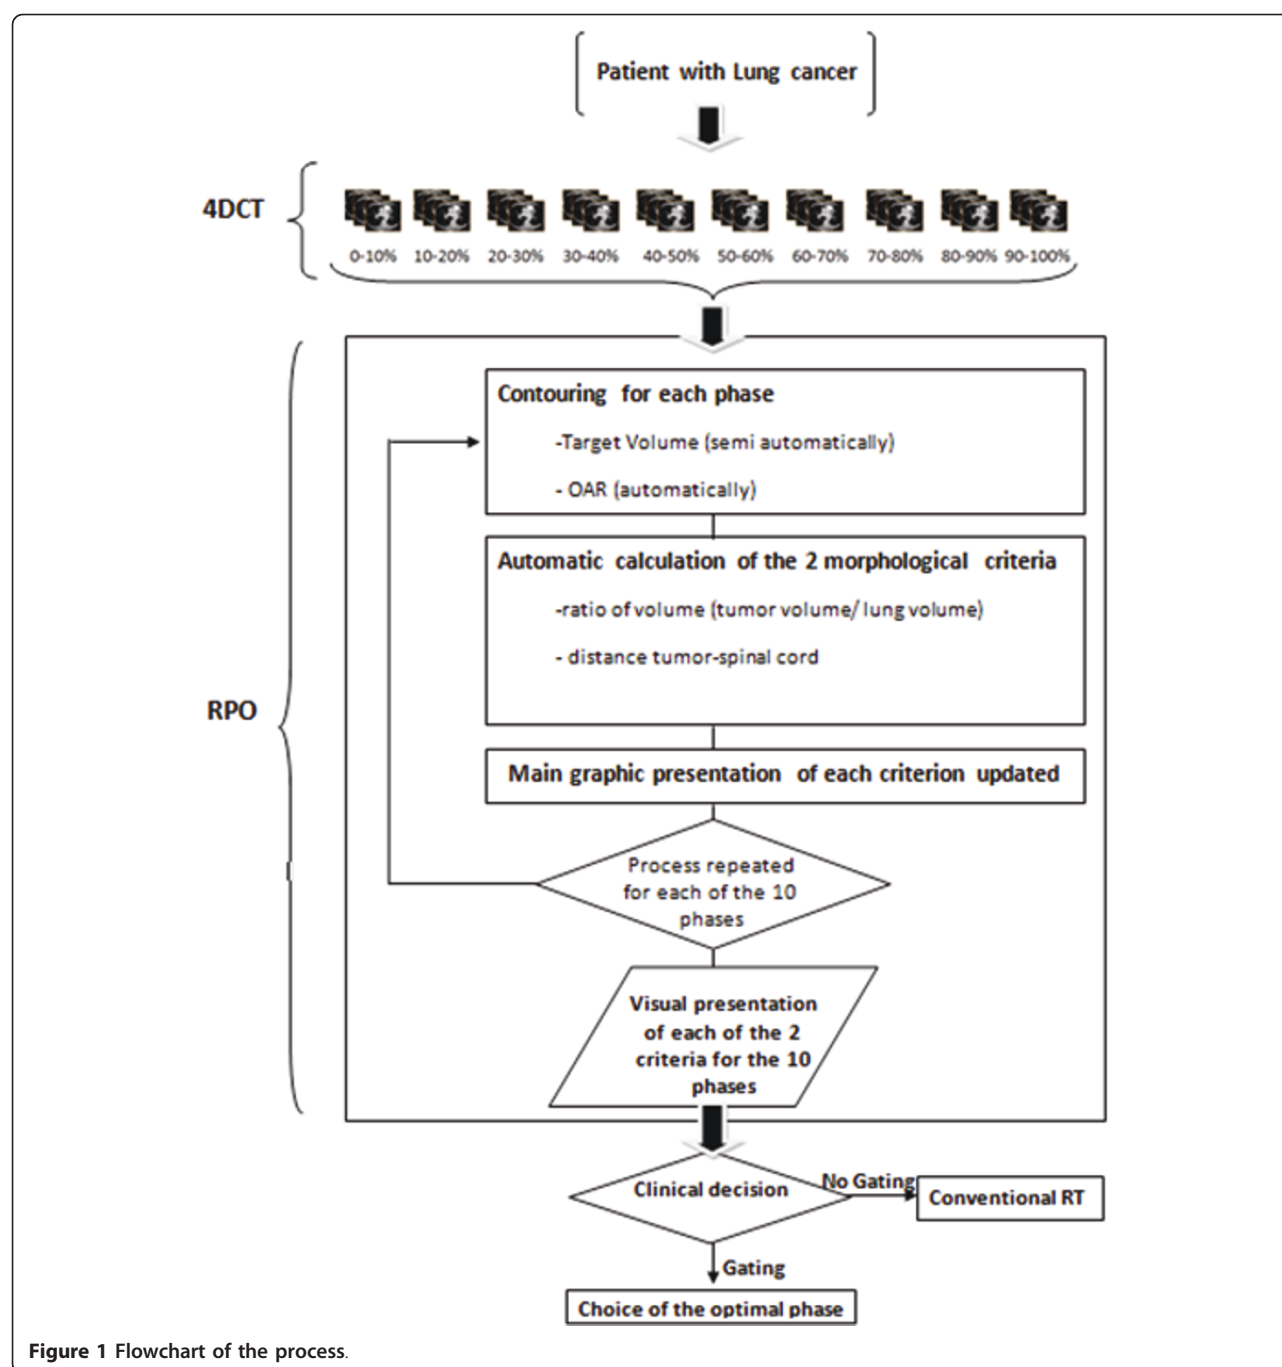 Patient with Lung cancer
4DCT
0-10% 10-20% 20-30% 30-40% 40-50% 50-60% 60-70% 70-80% 80-90% 90-100%
Contouring for each phase
-Target Volume (semi automatically)
- OAR (automatically)
Automatic calculation of the 2 morphological criteria
-ratio of volume (tumor volume/ lung volume)
- distance tumor-spinal cord
RPO
Main graphic presentation of each criterion updated
Process repeated
for each of the 10
phases
Visual presentation
of each of the 2
criteria for the 10
phases
Clinical decision
No Gating
Conventional RT
Gating
Choice of the optimal phase
Figure 1 Flowchart of the process.